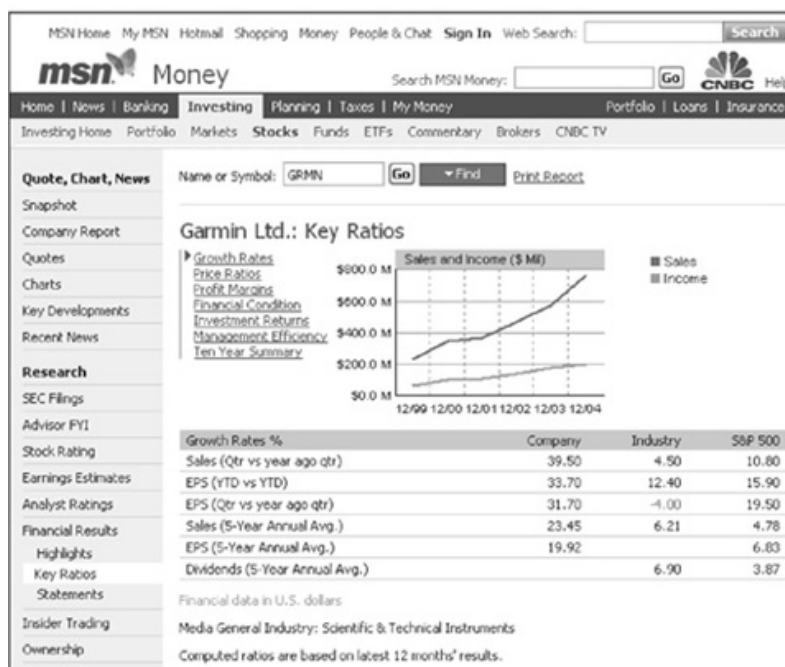 MSN Home My MSN Hotmail Shopping Money People & Chat Sign In Web Search: Search
msn Money Search MSN Money: Go CNBC Help
Home | News | Banking Investing Planning | Taxes | My Money Portfolio | Loans | Insurance
Investing Home Portfolio Markets Stocks Funds ETFs Commentary Brokers CNBC TV
Quote, Chart, News
Snapshot
Company Report
Quotes
Charts
Key Developments
Recent News
Research
SEC Filings
Advisor FYI
Stock Rating
Earnings Estimates
Analyst Ratings
Financial Results
Highlights
Key Ratios
Statements
Insider Trading
Ownership
Name or Symbol: GRMN Go Find Print Report
Garmin Ltd.: Key Ratios
Growth Rates
Price Ratios
Profit Margins
Financial Condition
Investment Returns
Management Efficiency
Ten Year Summary
Sales and Income ($ Mil)
$800.0 M
$600.0 M
$400.0 M
$200.0 M
$0.0 M
12/99 12/00 12/01 12/02 12/03 12/04
Sales
Income
Growth Rates % Company Industry S&P 500
Sales (Qtr vs year ago qtr) 39.50 4.50 10.80
EPS (YTD vs YTD) 33.70 12.40 15.90
EPS (Qtr vs year ago qtr) 31.70 -4.00 19.50
Sales (5-Year Annual Avg.) 23.45 6.21 4.78
EPS (5-Year Annual Avg.) 19.92 6.83
Dividends (5-Year Annual Avg.) 6.90 3.87
Financial data in U.S. dollars
Media General Industry: Scientific & Technical Instruments
Computed ratios are based on latest 12 months' results.